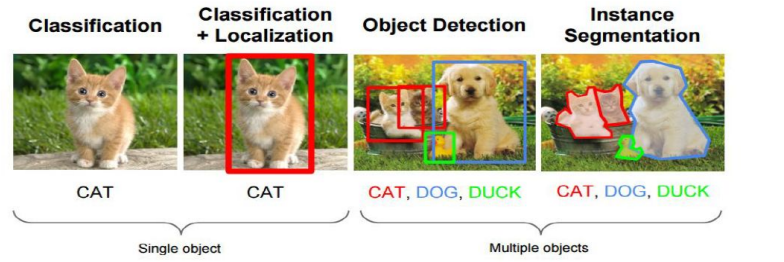 Classification
Classification
+ Localization
Object Detection
Instance
Segmentation
CAT
CAT
CAT, DOG, DUCK
CAT, DOG, DUCK
Single object
Multiple objects